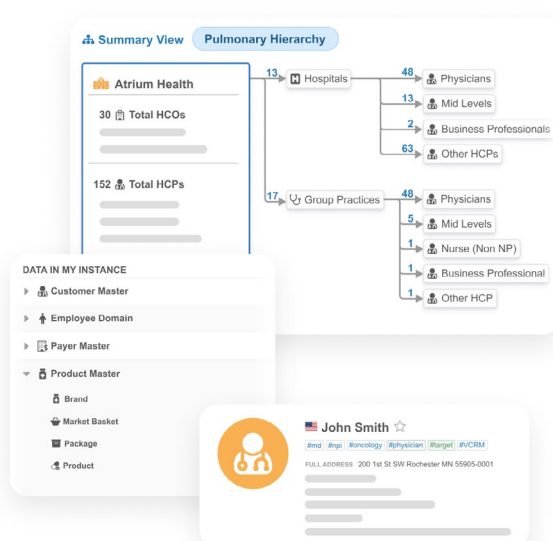 Summary View Pulmonary Hierarchy
Atrium Health
30 Total HCOs
152 Total HCPs
13 Hospitals
48 Physicians
13 Mid Levels
2 Business Professionals
63 Other HCPs
17 Group Practices
48 Physicians
5 Mid Levels
1 Nurse (Non NP)
1 Business Professional
1 Other HCP
DATA IN MY INSTANCE
Customer Master
Employee Domain
Payer Master
Product Master
Brand
Market Basket
Package
Product
John Smith
#md #npi #oncology #physician #target #VCRM
FULL ADDRESS 200 1st St SW Rochester MN 55905-0001